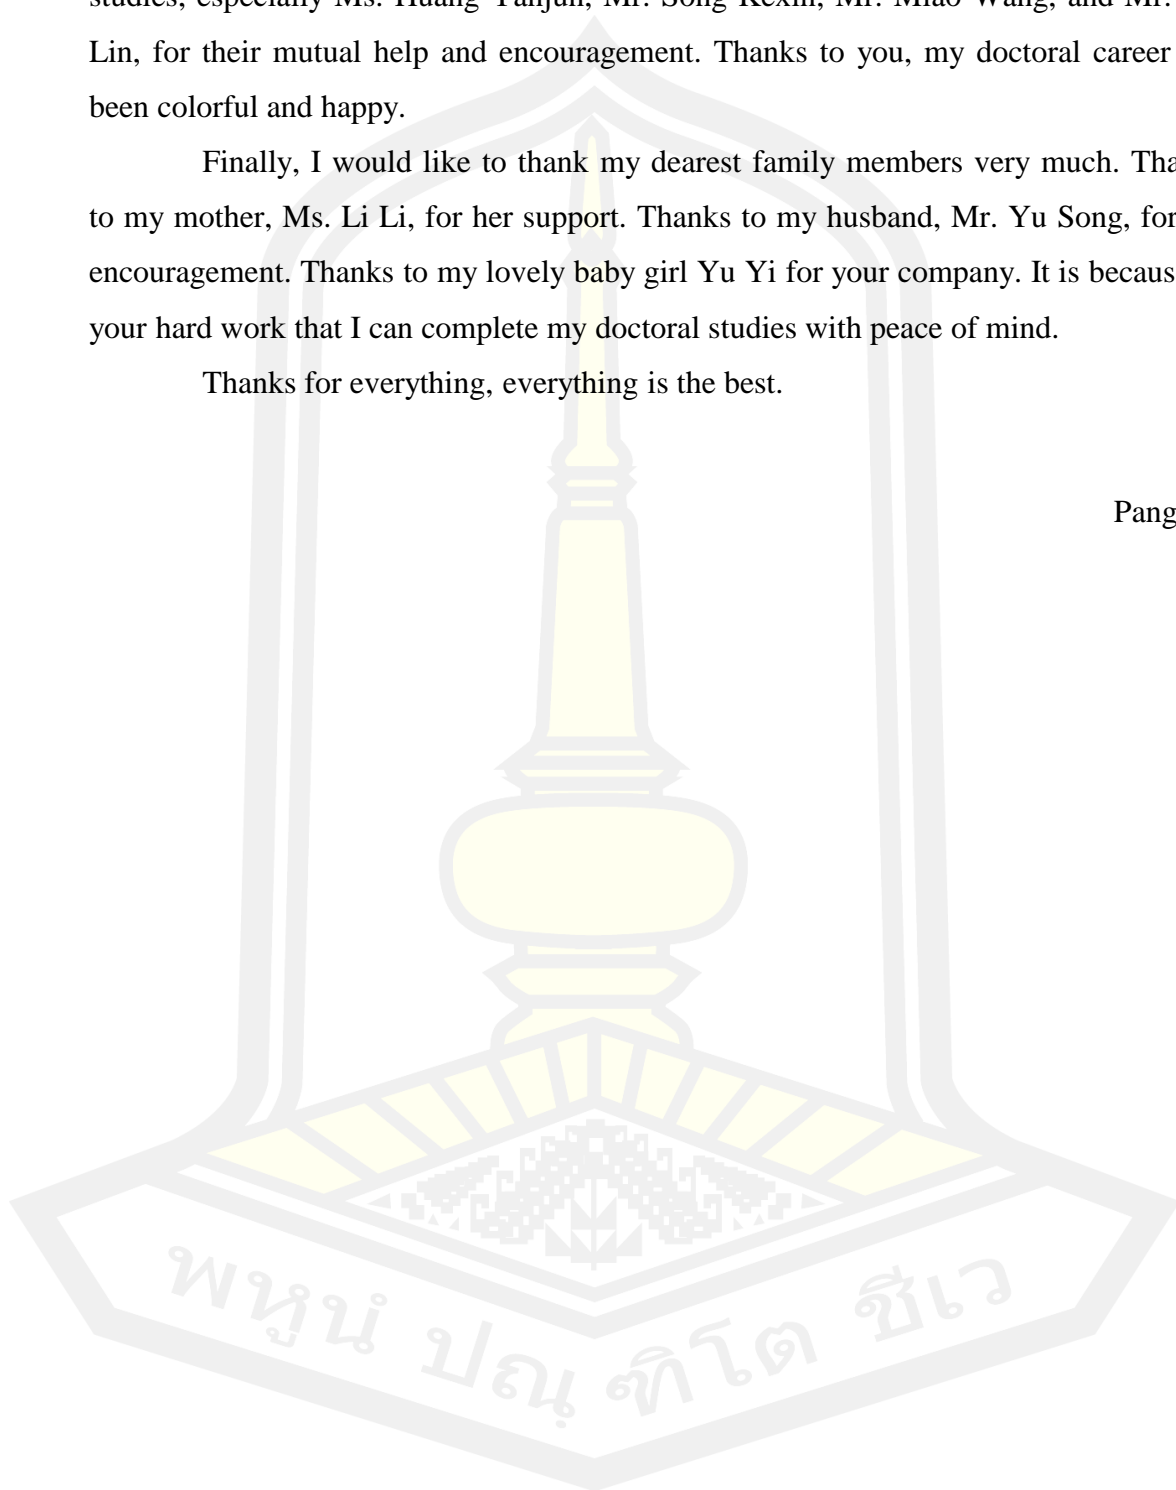 studies, especially Ms. Huang Yanjun, Mr. Song Kexin, Mr. Miao Wang, and Mr.
Lin, for their mutual help and encouragement. Thanks to you, my doctoral career
been colorful and happy.
Finally, I would like to thank my dearest family members very much. Tha
to my mother, Ms. Li Li, for her support. Thanks to my husband, Mr. Yu Song, for
encouragement. Thanks to my lovely baby girl Yu Yi for your company. It is becaus
your hard work that I can complete my doctoral studies with peace of mind.
Thanks for everything, everything is the best.
Pang
พหูนํ ปณฺฑิโต ชีเว